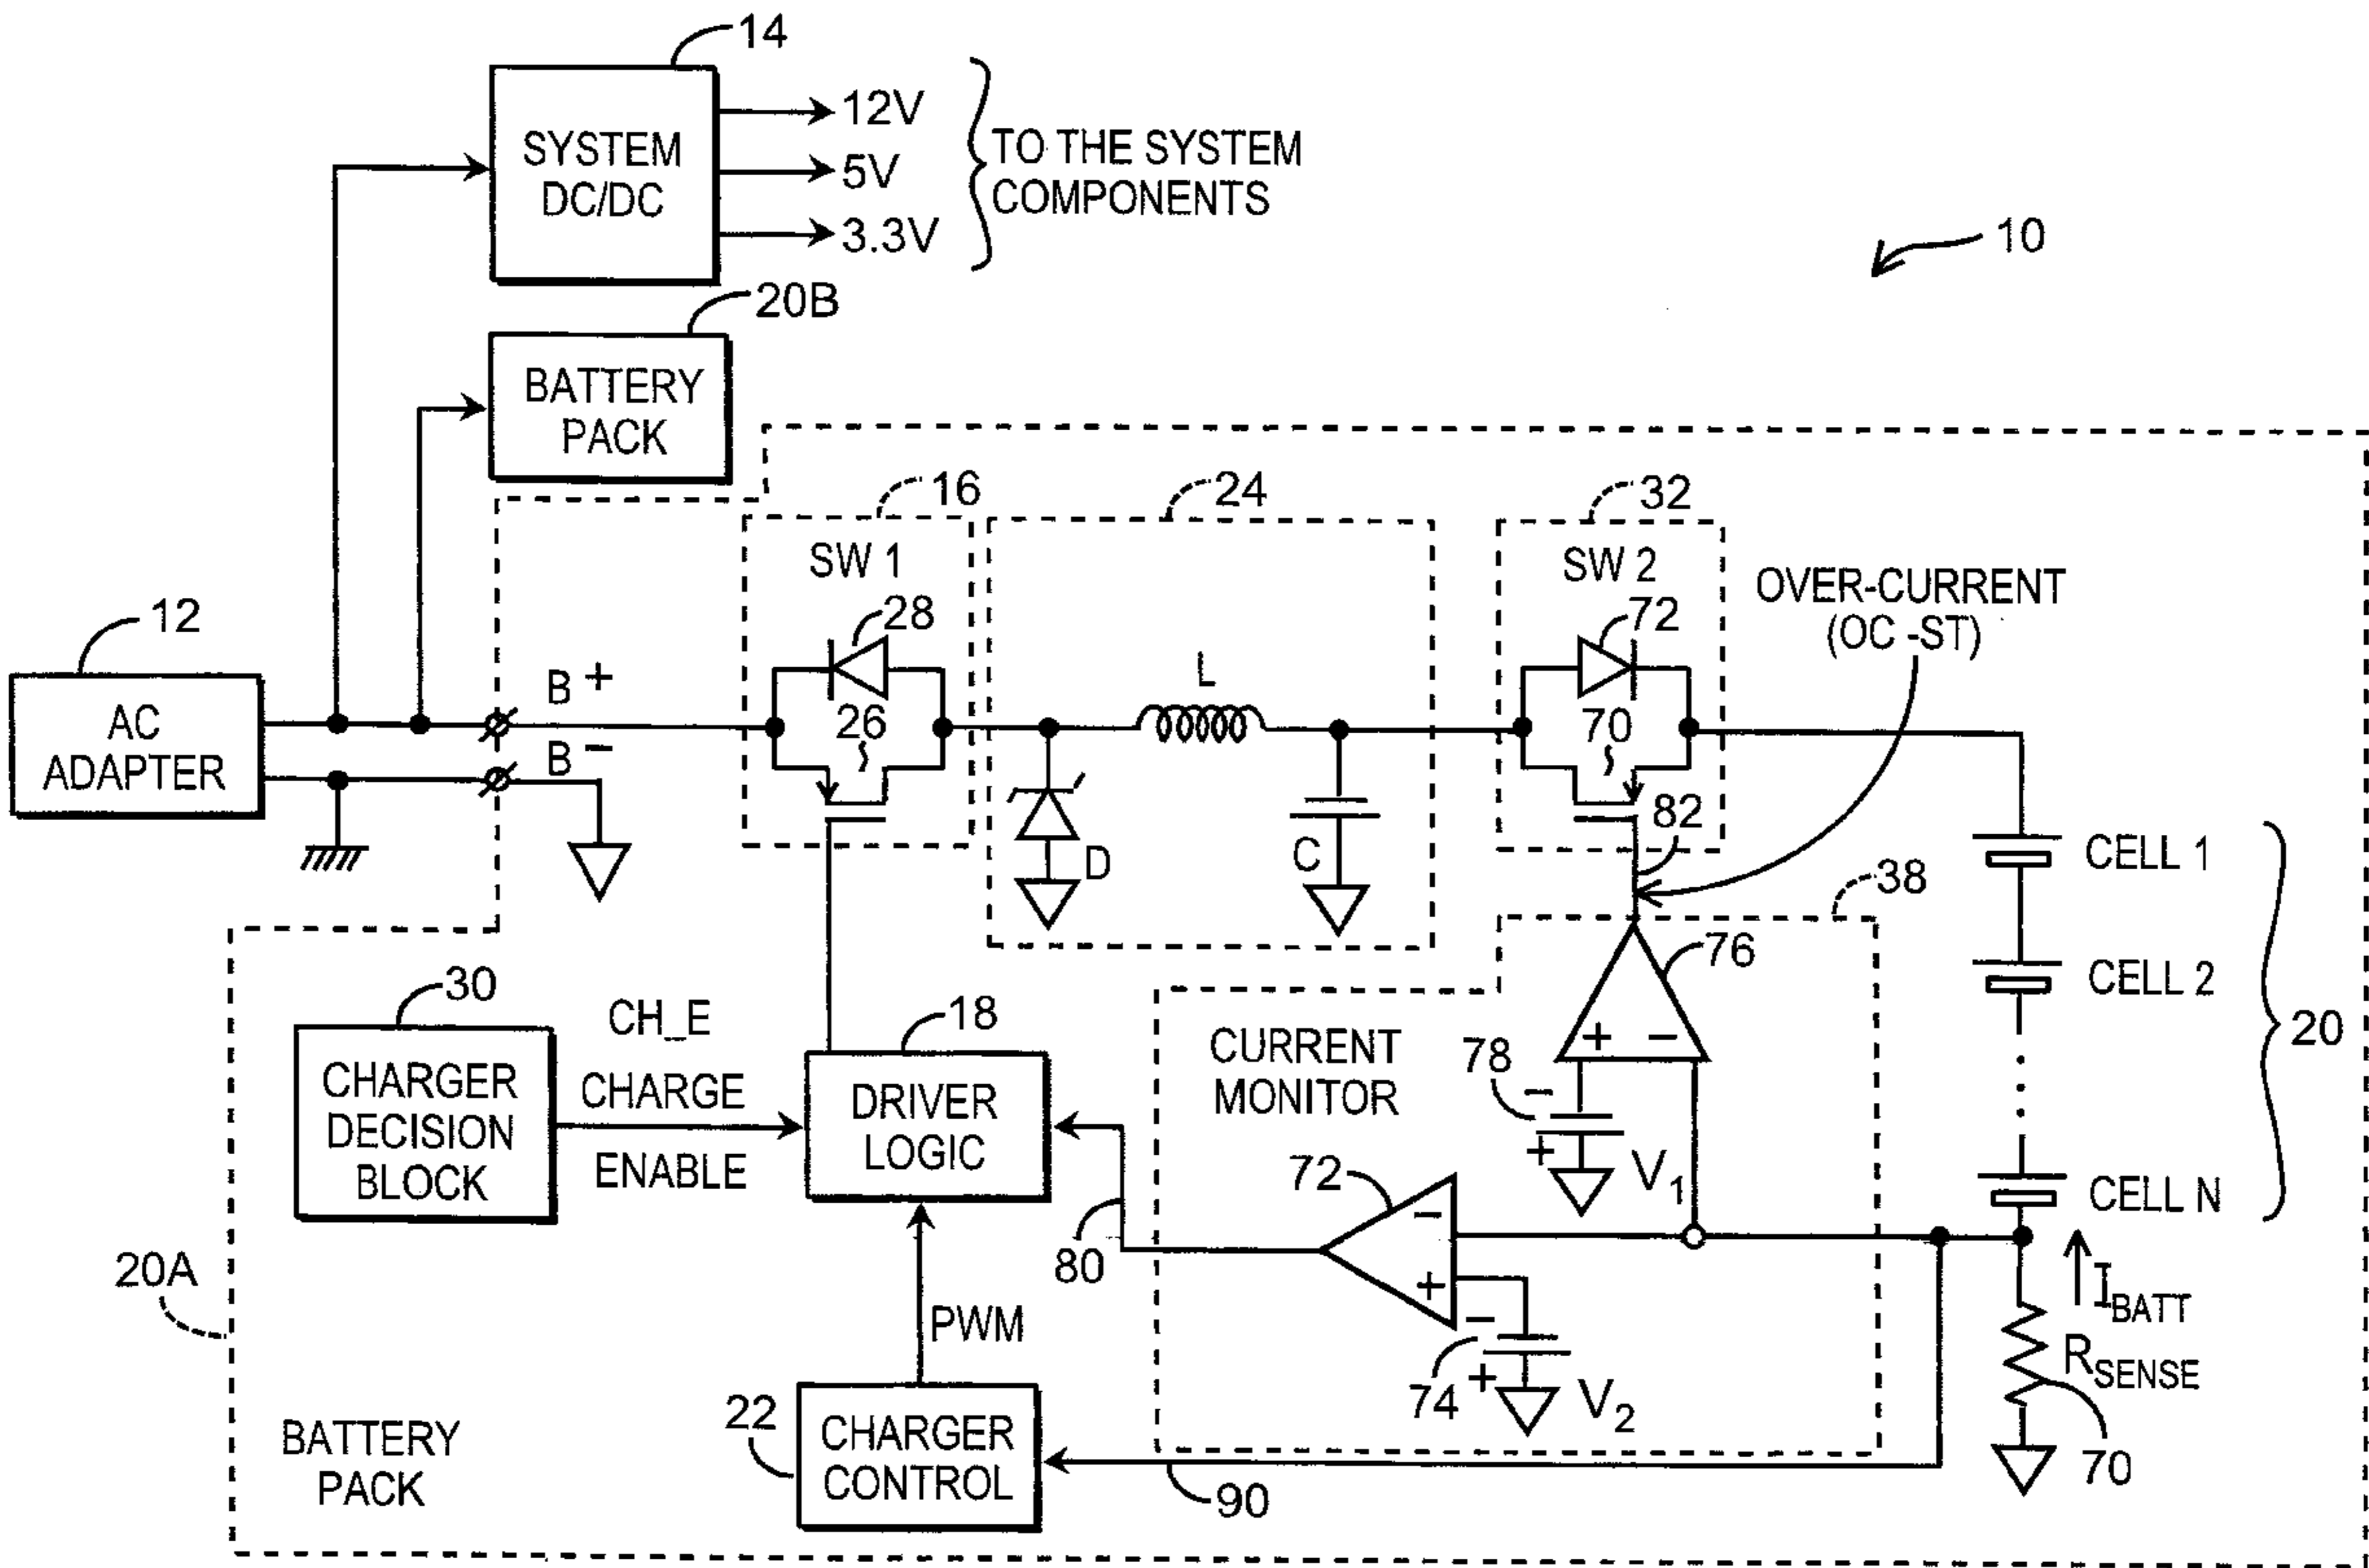 14
SYSTEM
DC/DC
12V
5V
3.3V
TO THE SYSTEM
COMPONENTS
10
20B
BATTERY
PACK
16
24
32
SW 1
SW 2
OVER-CURRENT
(OC -ST)
12
28
72
AC
ADAPTER
B +
B −
26
L
70
82
D
C
CELL 1
38
76
CELL 2
20
30
CH_E
18
CHARGER
DECISION
BLOCK
CHARGE
ENABLE
DRIVER
LOGIC
CURRENT
MONITOR
78
+ −
−
+
V1
72
−
+
CELL N
80
20A
PWM
−
+
74
V2
IBATT
RSENSE
70
22
CHARGER
CONTROL
90
BATTERY
PACK